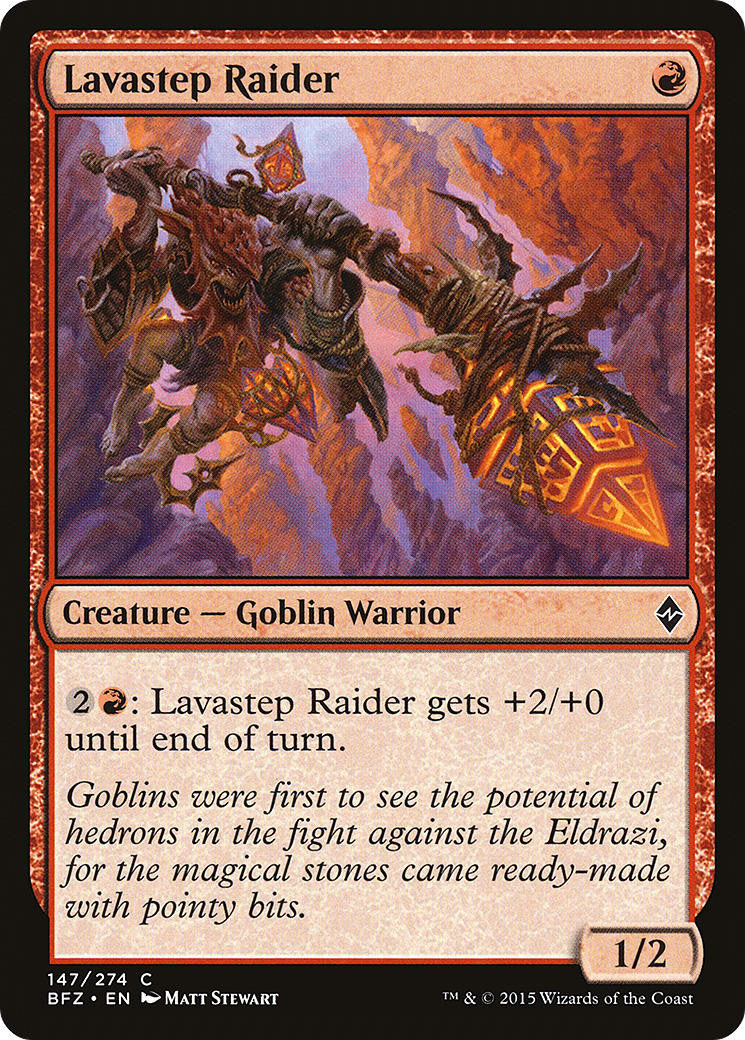 Lavastep Raider
Creature — Goblin Warrior
2: Lavastep Raider gets +2/+0
until end of turn.
Goblins were first to see the potential of
hedrons in the fight against the Eldrazi,
for the magical stones came ready-made
with pointy bits.
1/2
147/274 C
BFZ • EN Matt Stewart
™ & © 2015 Wizards of the Coast